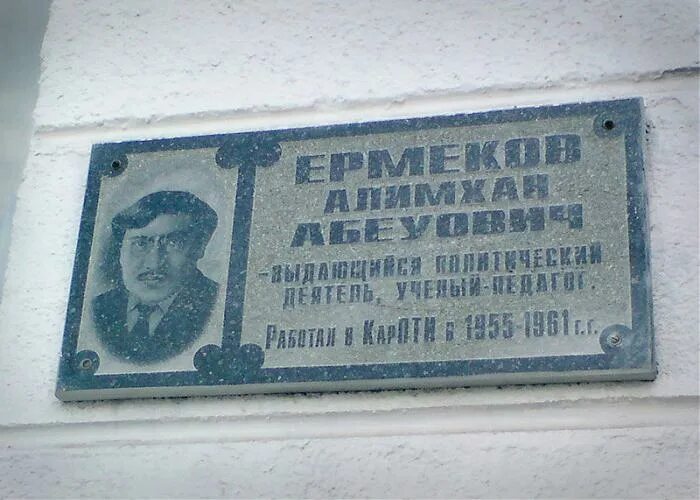 ЕРМЕКОВ
АЛИМХАН
АБЕУОВИЧ
-ВЫДАЮЩИЙСЯ ПОЛИТИЧЕСКИЙ
ДЕЯТЕЛЬ, УЧЕНЫЙ-ПЕДАГОГ.
РАБОТАЛ В КарПТИ В 1955-1961 г.г.